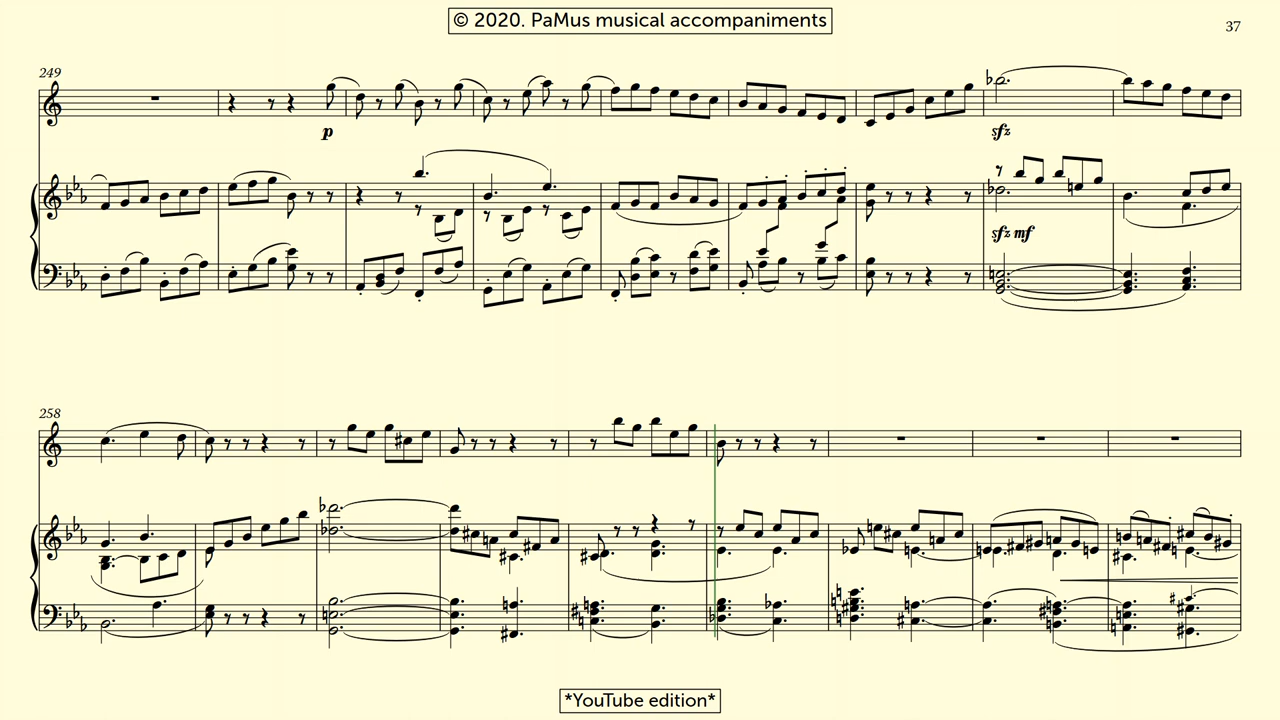 © 2020. PaMus musical accompaniments
37
249
p
sfz
sfz mf
258
*YouTube edition*